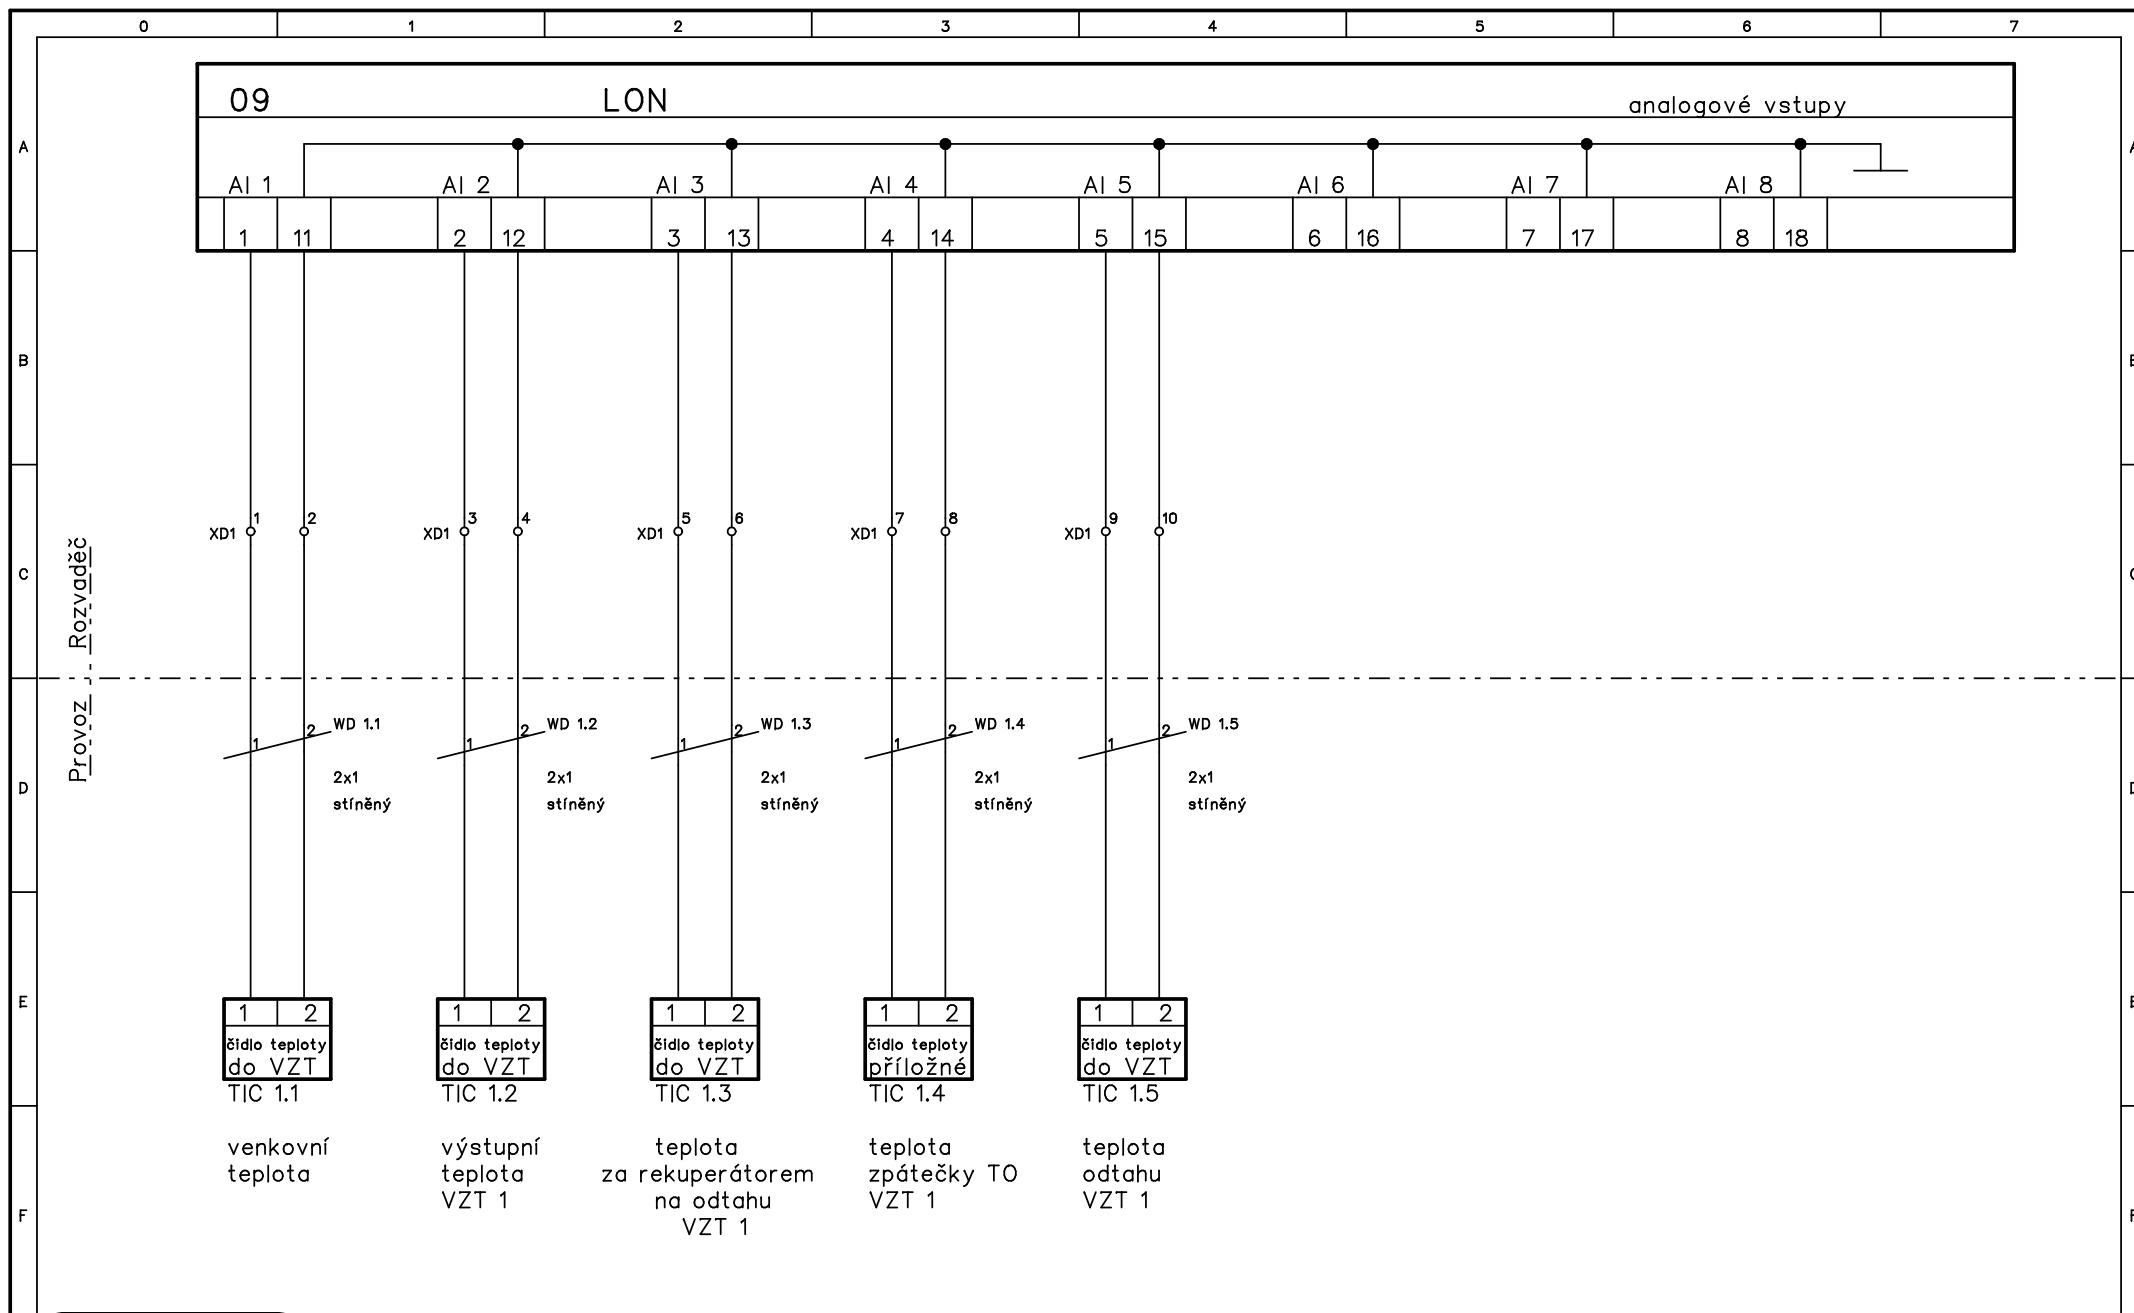 0 1 2 3 4 5 6 7
09 LON analogové vstupy
A
AI 1 AI 2 AI 3 AI 4 AI 5 AI 6 AI 7 AI 8
1 11 2 12 3 13 4 14 5 15 6 16 7 17 8 18
B
1 2 3 4 5 6 7 8 9 10
XD1 XD1 XD1 XD1 XD1
C
Rozvaděč
Provoz
1 2 WD 1.1 1 2 WD 1.2 1 2 WD 1.3 1 2 WD 1.4 1 2 WD 1.5
2x1 2x1 2x1 2x1 2x1
D
stíněný stíněný stíněný stíněný stíněný
E
1 2 1 2 1 2 1 2 1 2
čidlo teploty čidlo teploty čidlo teploty čidlo teploty čidlo teploty
do VZT do VZT do VZT příložné do VZT
TIC 1.1 TIC 1.2 TIC 1.3 TIC 1.4 TIC 1.5
venkovní výstupní teplota teplota teplota
teplota teplota za rekuperátorem zpátečky TO odtahu
VZT 1 na odtahu VZT 1 VZT 1
F
VZT 1